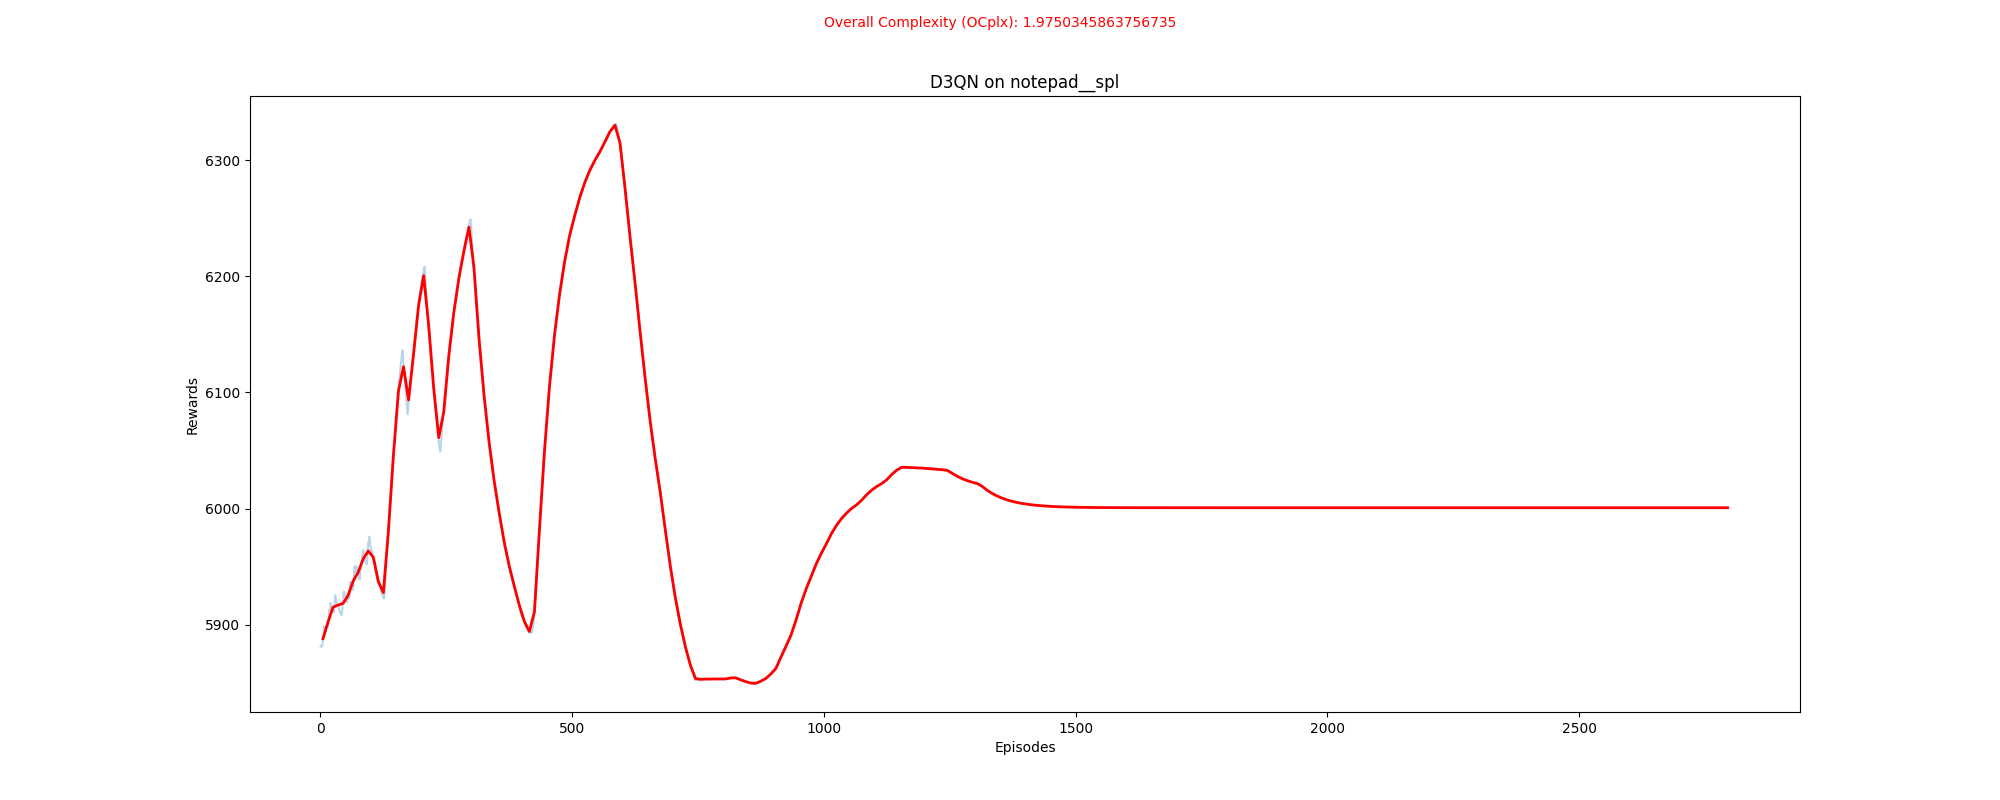 Overall Complexity (OCplx): 1.9750345863756735
D3QN on notepad__spl
Rewards
6300
6200
6100
6000
5900
0 500 1000 1500 2000 2500
Episodes